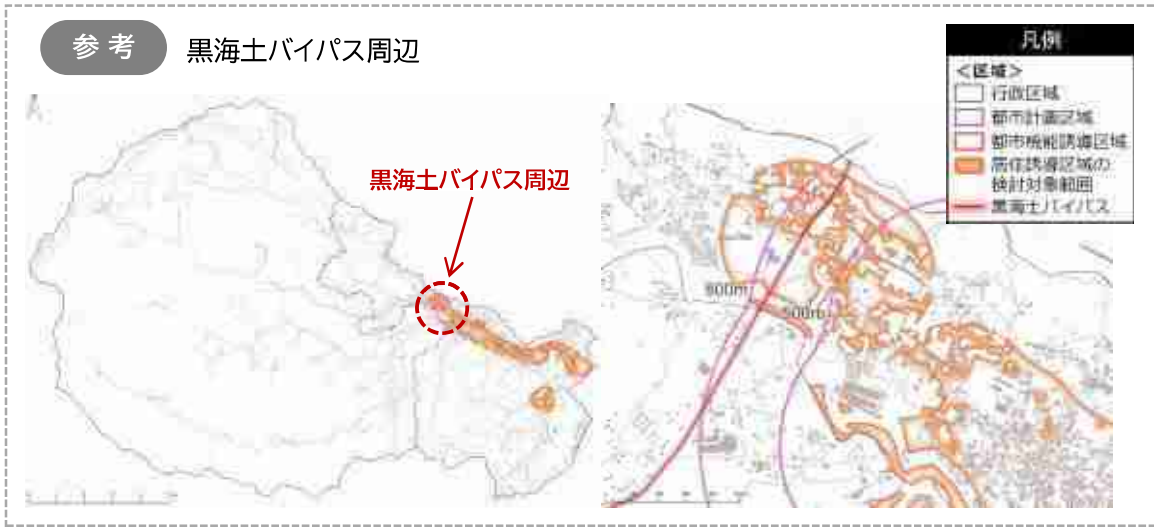 参考
黒海土バイパス周辺
凡例
＜区域＞
行政区域
都市計画区域
都市機能誘導区域
居住誘導区域の
検討対象範囲
黒海土バイパス
黒海土バイパス周辺
500m